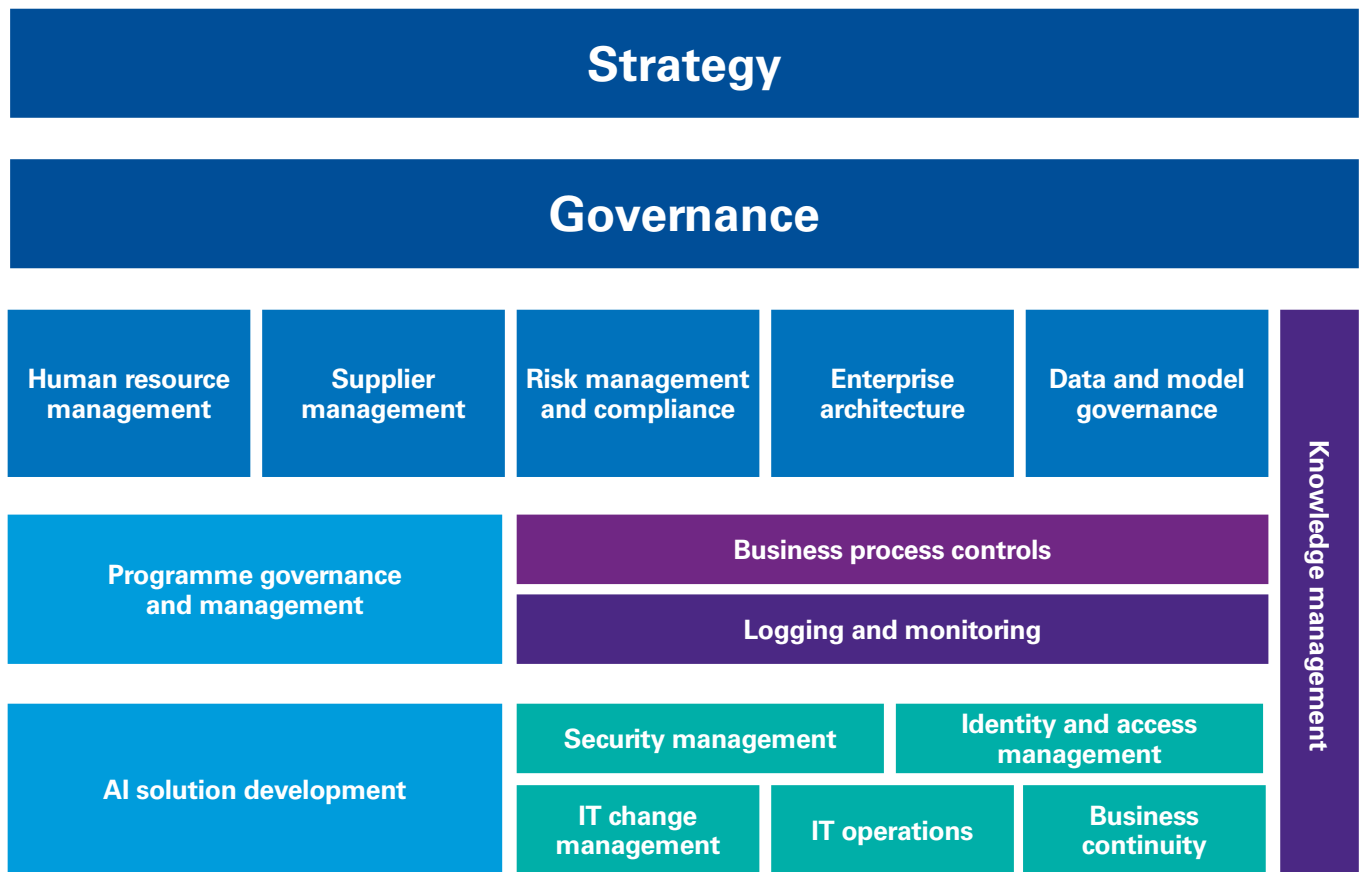 Strategy
Governance
Human resource
management
Supplier
management
Risk management
and compliance
Enterprise
architecture
Data and model
governance
Knowledge management
Programme governance
and management
Business process controls
Logging and monitoring
AI solution development
Security management
Identity and access
management
IT change
management
IT operations
Business
continuity